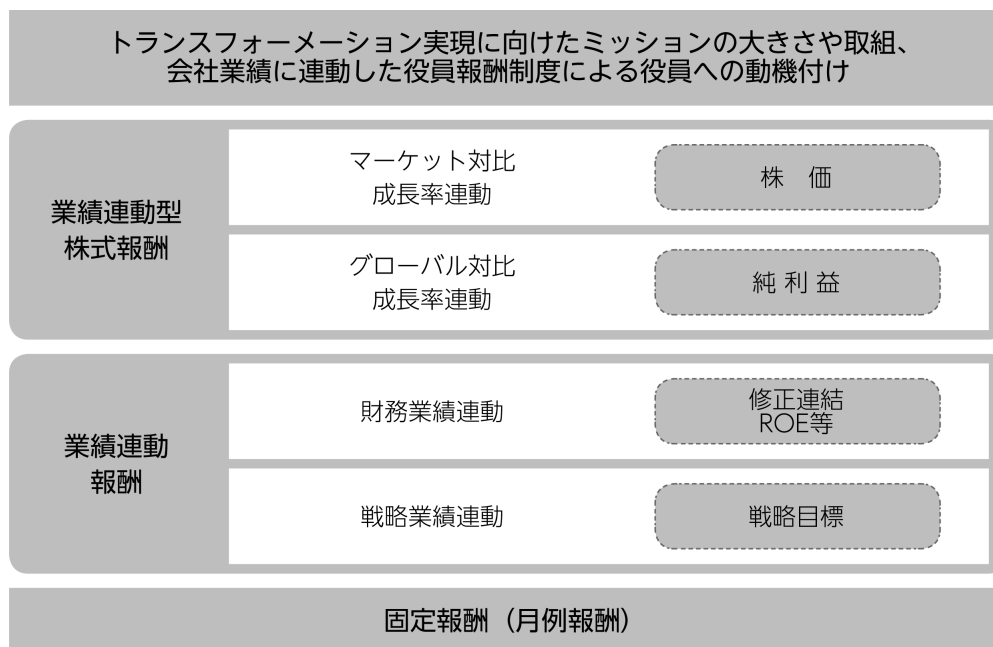 トランスフォーメーション実現に向けたミッションの大きさや取組、
会社業績に連動した役員報酬制度による役員への動機付け
業績連動型
株式報酬
マーケット対比
成長率連動
株　価
グローバル対比
成長率連動
純 利 益
業績連動
報酬
財務業績連動
修正連結
ROE等
戦略業績連動
戦略目標
固定報酬（月例報酬）